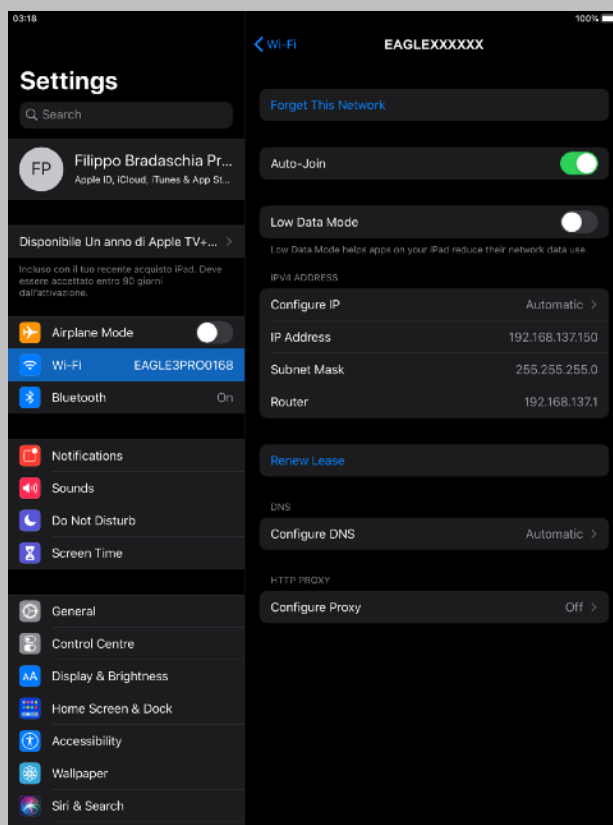 03:18
100%
Settings
Search
FP
Filippo Bradaschia Pr...
Apple ID, iCloud, iTunes & App St...
Disponibile Un anno di Apple TV+...
Incluso con il tuo recente acquisto iPad. Deve
essere accettato entro 90 giorni
dall'attivazione.
Airplane Mode
Wi-Fi EAGLE3PRO0168
Bluetooth On
Notifications
Sounds
Do Not Disturb
Screen Time
General
Control Centre
AA Display & Brightness
Home Screen & Dock
Accessibility
Wallpaper
Siri & Search
Wi-Fi
EAGLEXXXXXX
Forget This Network
Auto-Join
Low Data Mode
Low Data Mode helps apps on your iPad reduce their network data use.
IPV4 ADDRESS
Configure IP Automatic
IP Address 192.168.137.150
Subnet Mask 255.255.255.0
Router 192.168.137.1
Renew Lease
DNS
Configure DNS Automatic
HTTP PROXY
Configure Proxy Off